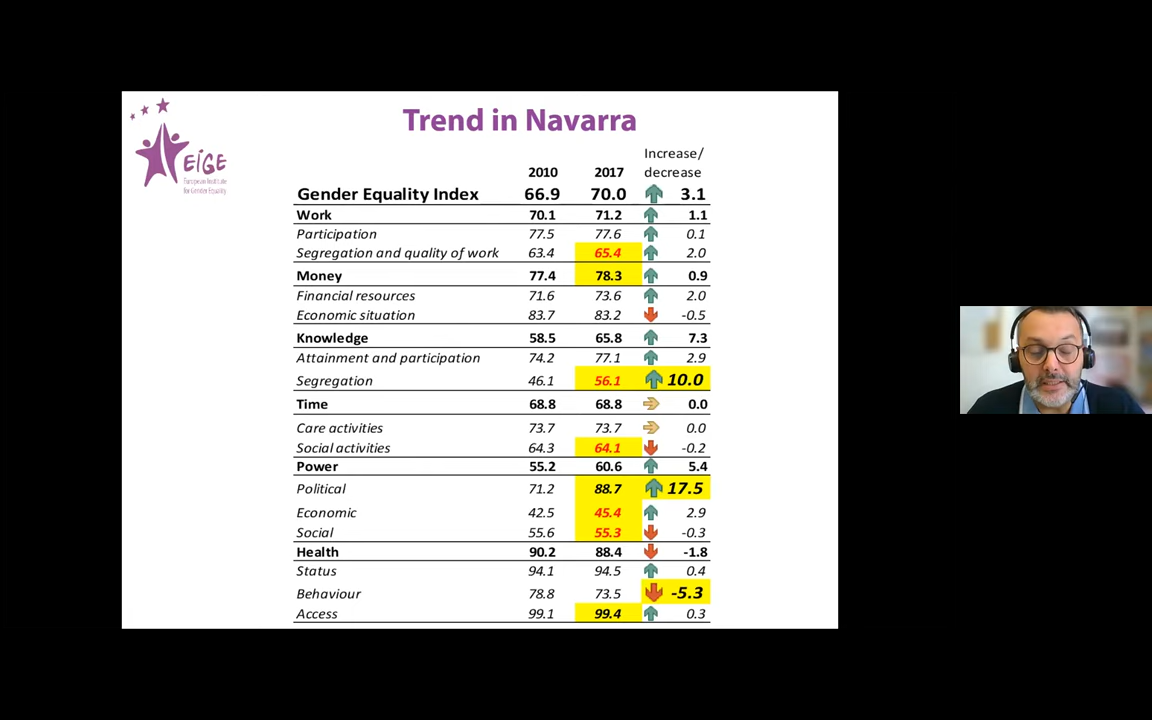 EIGE
European Institute
for Gender Equality
Trend in Navarra
Increase/
2010 2017 decrease
Gender Equality Index 66.9 70.0 3.1
Work 70.1 71.2 1.1
Participation 77.5 77.6 0.1
Segregation and quality of work 63.4 65.4 2.0
Money 77.4 78.3 0.9
Financial resources 71.6 73.6 2.0
Economic situation 83.7 83.2 -0.5
Knowledge 58.5 65.8 7.3
Attainment and participation 74.2 77.1 2.9
Segregation 46.1 56.1 10.0
Time 68.8 68.8 0.0
Care activities 73.7 73.7 0.0
Social activities 64.3 64.1 -0.2
Power 55.2 60.6 5.4
Political 71.2 88.7 17.5
Economic 42.5 45.4 2.9
Social 55.6 55.3 -0.3
Health 90.2 88.4 -1.8
Status 94.1 94.5 0.4
Behaviour 78.8 73.5 -5.3
Access 99.1 99.4 0.3